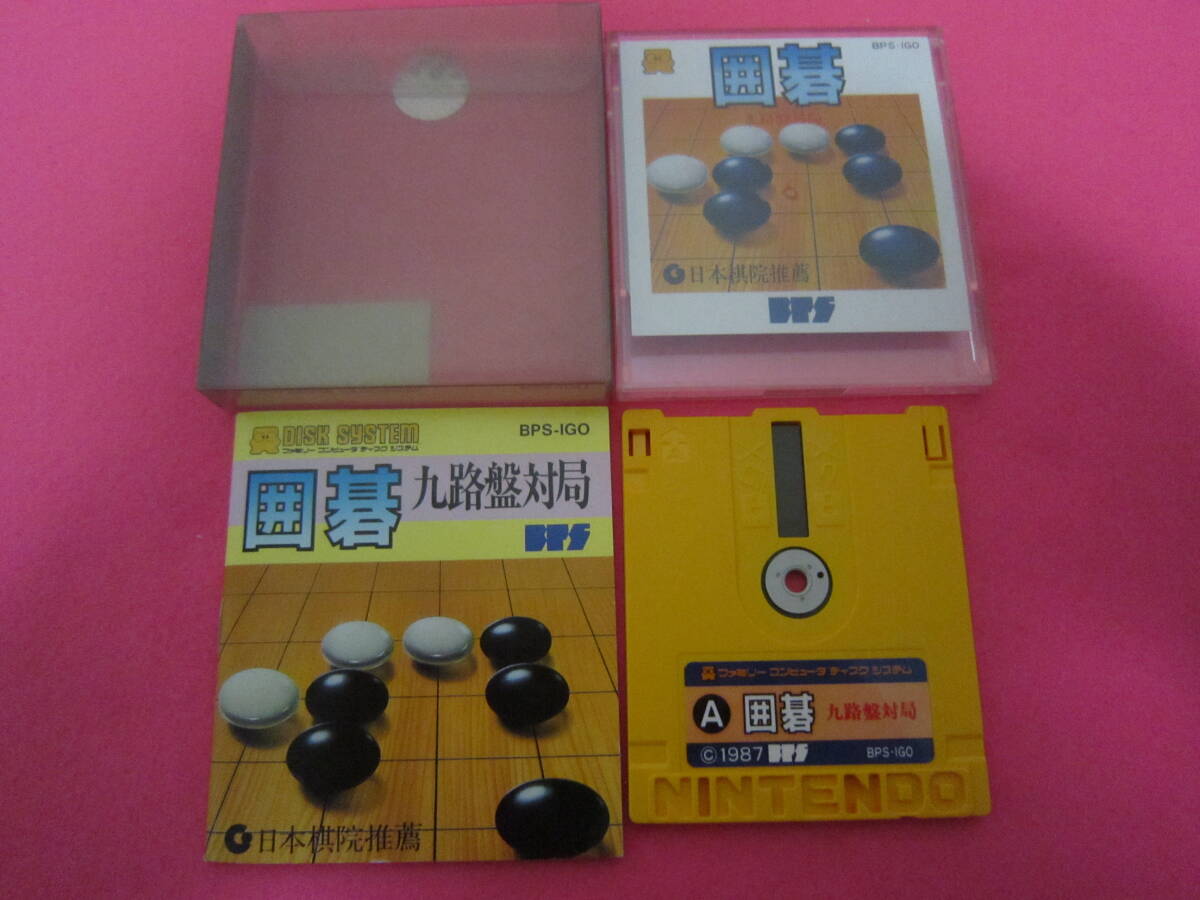 BPS-IGO
囲碁
日本棋院推薦
BPS
DISK SYSTEM
ファミリー コンピュータ ディスク システム
BPS-IGO
囲碁 九路盤対局
BPS
日本棋院推薦
ファミリー コンピュータ ディスク システム
A 囲碁 九路盤対局
©1987 BPS BPS-IGO
NINTENDO